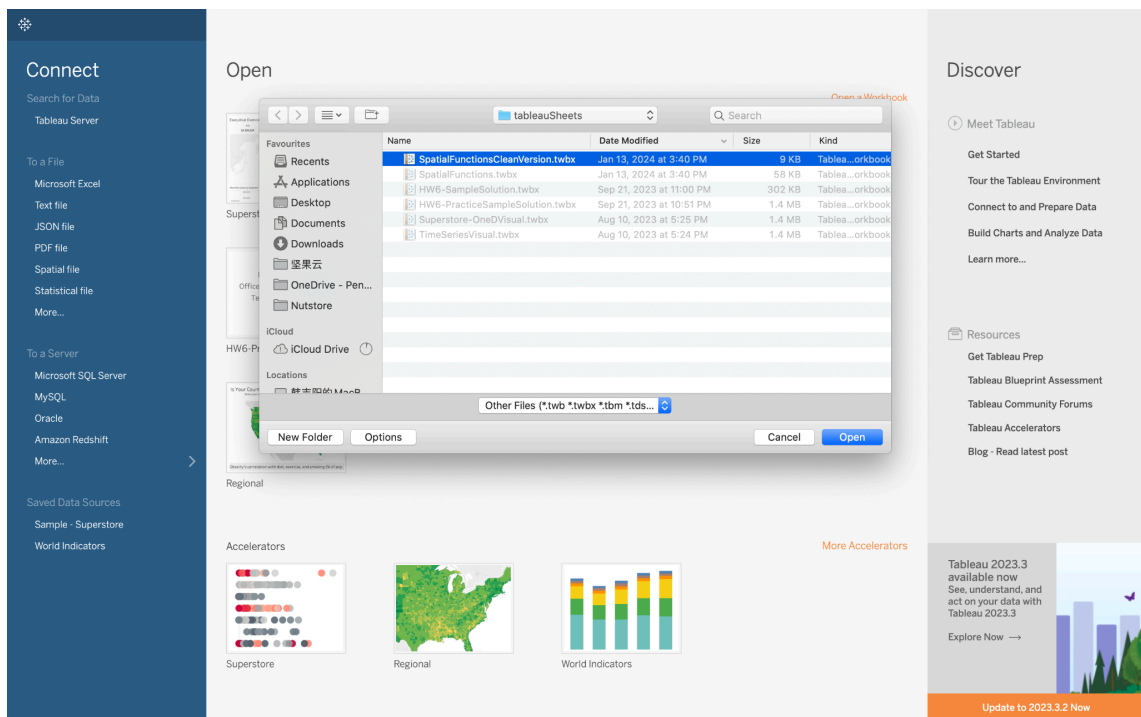 Connect
Search for Data
Tableau Server
To a File
Microsoft Excel
Text file
JSON file
PDF file
Spatial file
Statistical file
More...
To a Server
Microsoft SQL Server
MySQL
Oracle
Amazon Redshift
More...
Saved Data Sources
Sample - Superstore
World Indicators
Open
Open a Workbook
Superst
Office
Te
HW6-Pr
Regional
tableauSheets
Search
Favourites
Recents
Applications
Desktop
Documents
Downloads
坚果云
OneDrive - Pen...
Nutstore
iCloud
iCloud Drive
Locations
Name Date Modified Size Kind
SpatialFunctionsCleanVersion.twbx Jan 13, 2024 at 3:40 PM 9 KB Tablea...orkbook
SpatialFunctions.twbx Jan 13, 2024 at 3:40 PM 58 KB Tablea...orkbook
HW6-SampleSolution.twbx Sep 21, 2023 at 11:00 PM 302 KB Tablea...orkbook
HW6-PracticeSampleSolution.twbx Sep 21, 2023 at 10:51 PM 1.4 MB Tablea...orkbook
Superstore-OneDVisual.twbx Aug 10, 2023 at 5:25 PM 1.4 MB Tablea...orkbook
TimeSeriesVisual.twbx Aug 10, 2023 at 5:24 PM 1.4 MB Tablea...orkbook
Other Files (*.twb *.twbx *.tbm *.tds...
New Folder
Options
Cancel
Open
Accelerators
More Accelerators
Superstore
Regional
World Indicators
Discover
Meet Tableau
Get Started
Tour the Tableau Environment
Connect to and Prepare Data
Build Charts and Analyze Data
Learn more...
Resources
Get Tableau Prep
Tableau Blueprint Assessment
Tableau Community Forums
Tableau Accelerators
Blog - Read latest post
Tableau 2023.3
available now
See, understand, and
act on your data with
Tableau 2023.3
Explore Now →
Update to 2023.3.2 Now